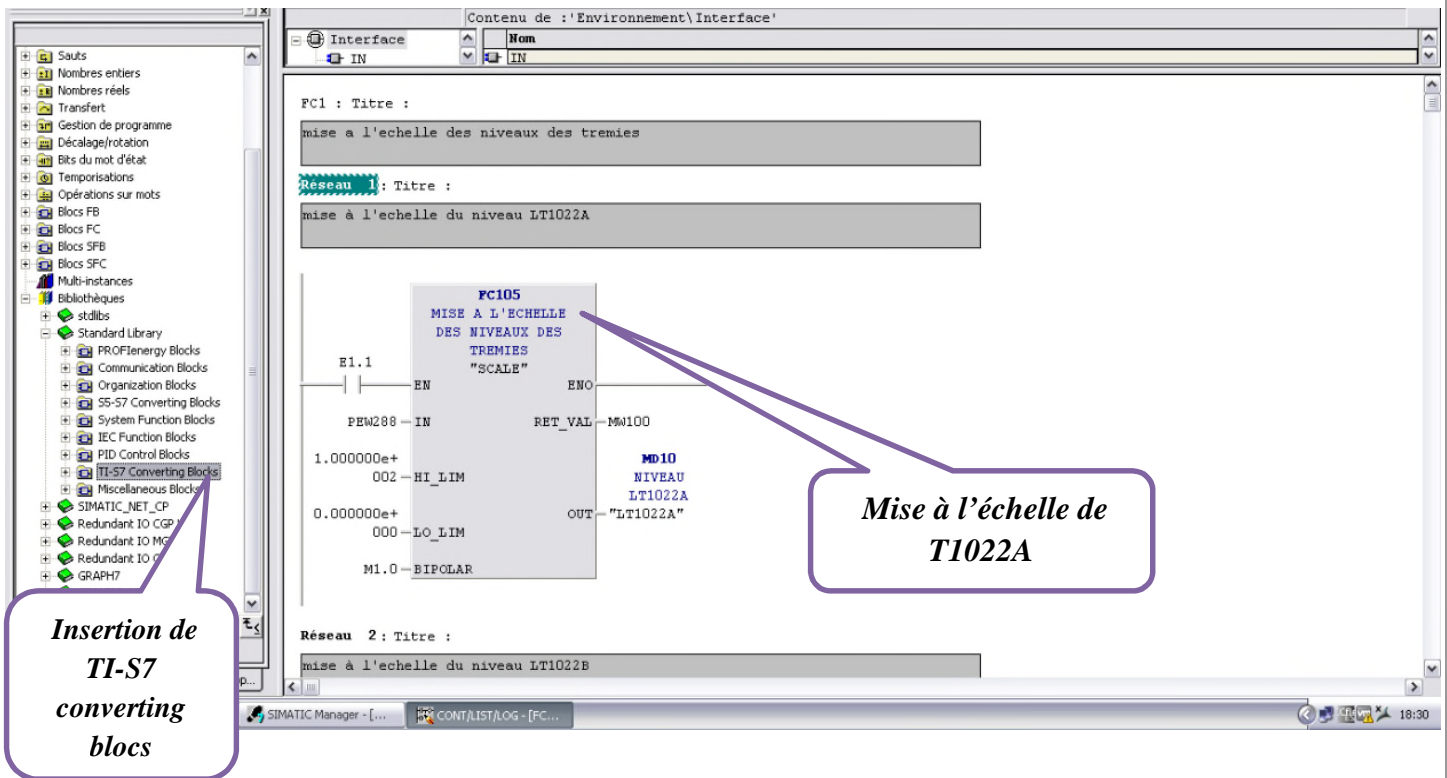 Contenu de :'Environnement\Interface'
Interface
IN
Nom
IN
Sauts
Nombres entiers
Nombres réels
Transfert
Gestion de programme
Décalage/rotation
Bits du mot d'état
Temporisations
Opérations sur mots
Blocs FB
Blocs FC
Blocs SFB
Blocs SFC
Multi-instances
Bibliothèques
stdlibs
Standard Library
PROFIenergy Blocks
Communication Blocks
Organization Blocks
S5-S7 Converting Blocks
System Function Blocks
IEC Function Blocks
PID Control Blocks
TI-S7 Converting Blocks
Miscellaneous Blocks
SIMATIC_NET_CP
Redundant IO CGP
Redundant IO MG
Redundant IO
GRAPH7
Insertion de
TI-S7
converting
blocs
FC1 : Titre :
mise a l'echelle des niveaux des tremies
Réseau 1: Titre :
mise à l'echelle du niveau LT1022A
FC105
MISE A L'ECHELLE
DES NIVEAUX DES
TREMIES
"SCALE"
E1.1
EN ENO
PEW288 IN RET_VAL MW100
1.000000e+
002 HI_LIM
MD10
NIVEAU
LT1022A
OUT "LT1022A"
0.000000e+
000 LO_LIM
M1.0 BIPOLAR
Mise à l'échelle de
T1022A
Réseau 2: Titre :
mise à l'echelle du niveau LT1022B
p...
SIMATIC Manager - [...
CONT/LIST/LOG - [FC...
18:30